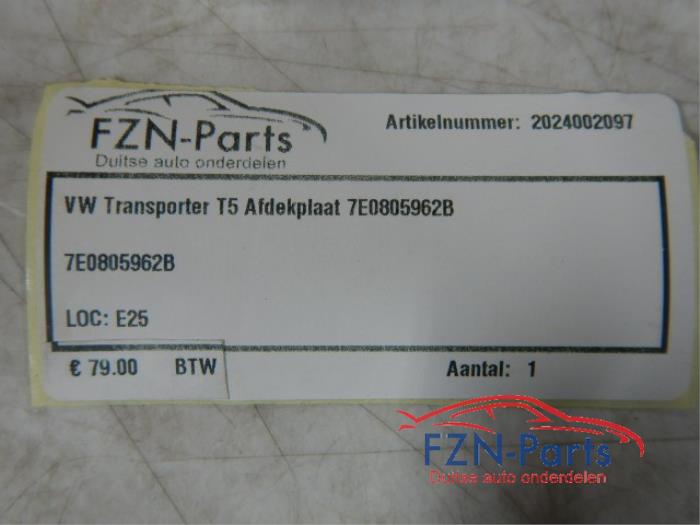 FZN-Parts
Duitse auto onderdelen
Artikelnummer: 2024002097
VW Transporter T5 Afdekplaat 7E0805962B
7E0805962B
LOC: E25
€ 79.00 BTW Aantal: 1
FZN-Parts
Duitse auto onderdelen